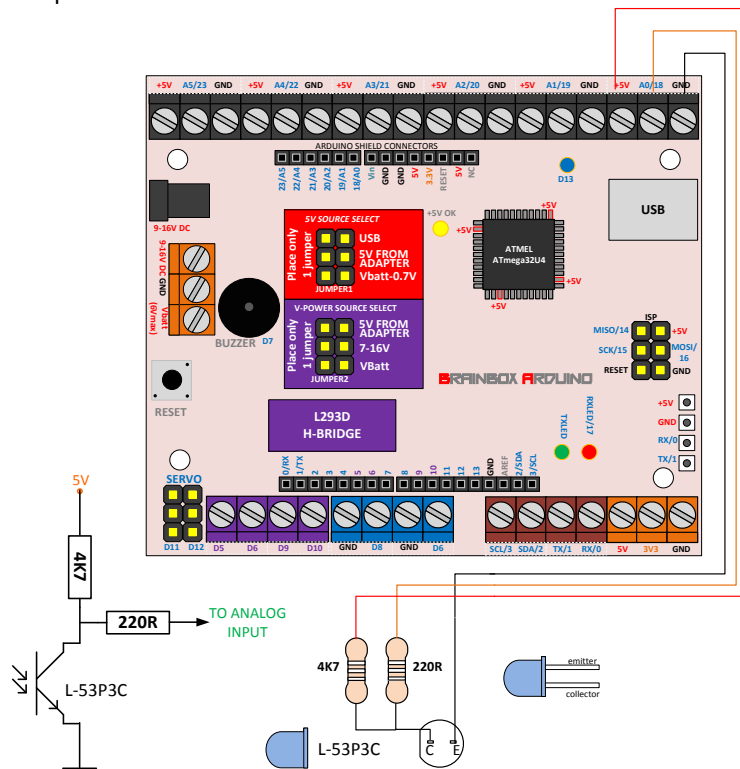 +5V A5/23 GND +5V A4/22 GND +5V A3/21 GND +5V A2/20 GND +5V A1/19 GND +5V A0/18 GND
ARDUINO SHIELD CONNECTORS
23/A5 22/A4 21/A3 20/A2 19/A1 18/A0 Vin GND GND 5V 3.3V RESET 5V NC
D13
USB
9-16V DC
9-16V DC GND Vbatt (6Vmax)
5V SOURCE SELECT
Place only 1 jumper
USB
5V FROM ADAPTER
Vbatt-0.7V
JUMPER1
+5V OK
+5V
+5V
+5V
+5V
ATMEL
ATmega32U4
V-POWER SOURCE SELECT
Place only 1 jumper
5V FROM ADAPTER
7-16V
VBatt
JUMPER2
BUZZER D7
ISP
MISO/14 +5V
SCK/15 MOSI/16
RESET GND
BRAINBOX ARDUINO
RESET
L293D
H-BRIDGE
TXLED RXLED/17
+5V
GND
RX/0
TX/1
0/RX 1/TX 2 3 4 5 6 7 8 9 10 11 12 13 GND AREF 2/SDA 3/SCL
SERVO
D11 D12
D5 D6 D9 D10 GND D8 GND D6 SCL/3 SDA/2 TX/1 RX/0 5V 3V3 GND
5V
4K7
220R
TO ANALOG
INPUT
L-53P3C
4K7 220R
emitter
collector
L-53P3C
C E